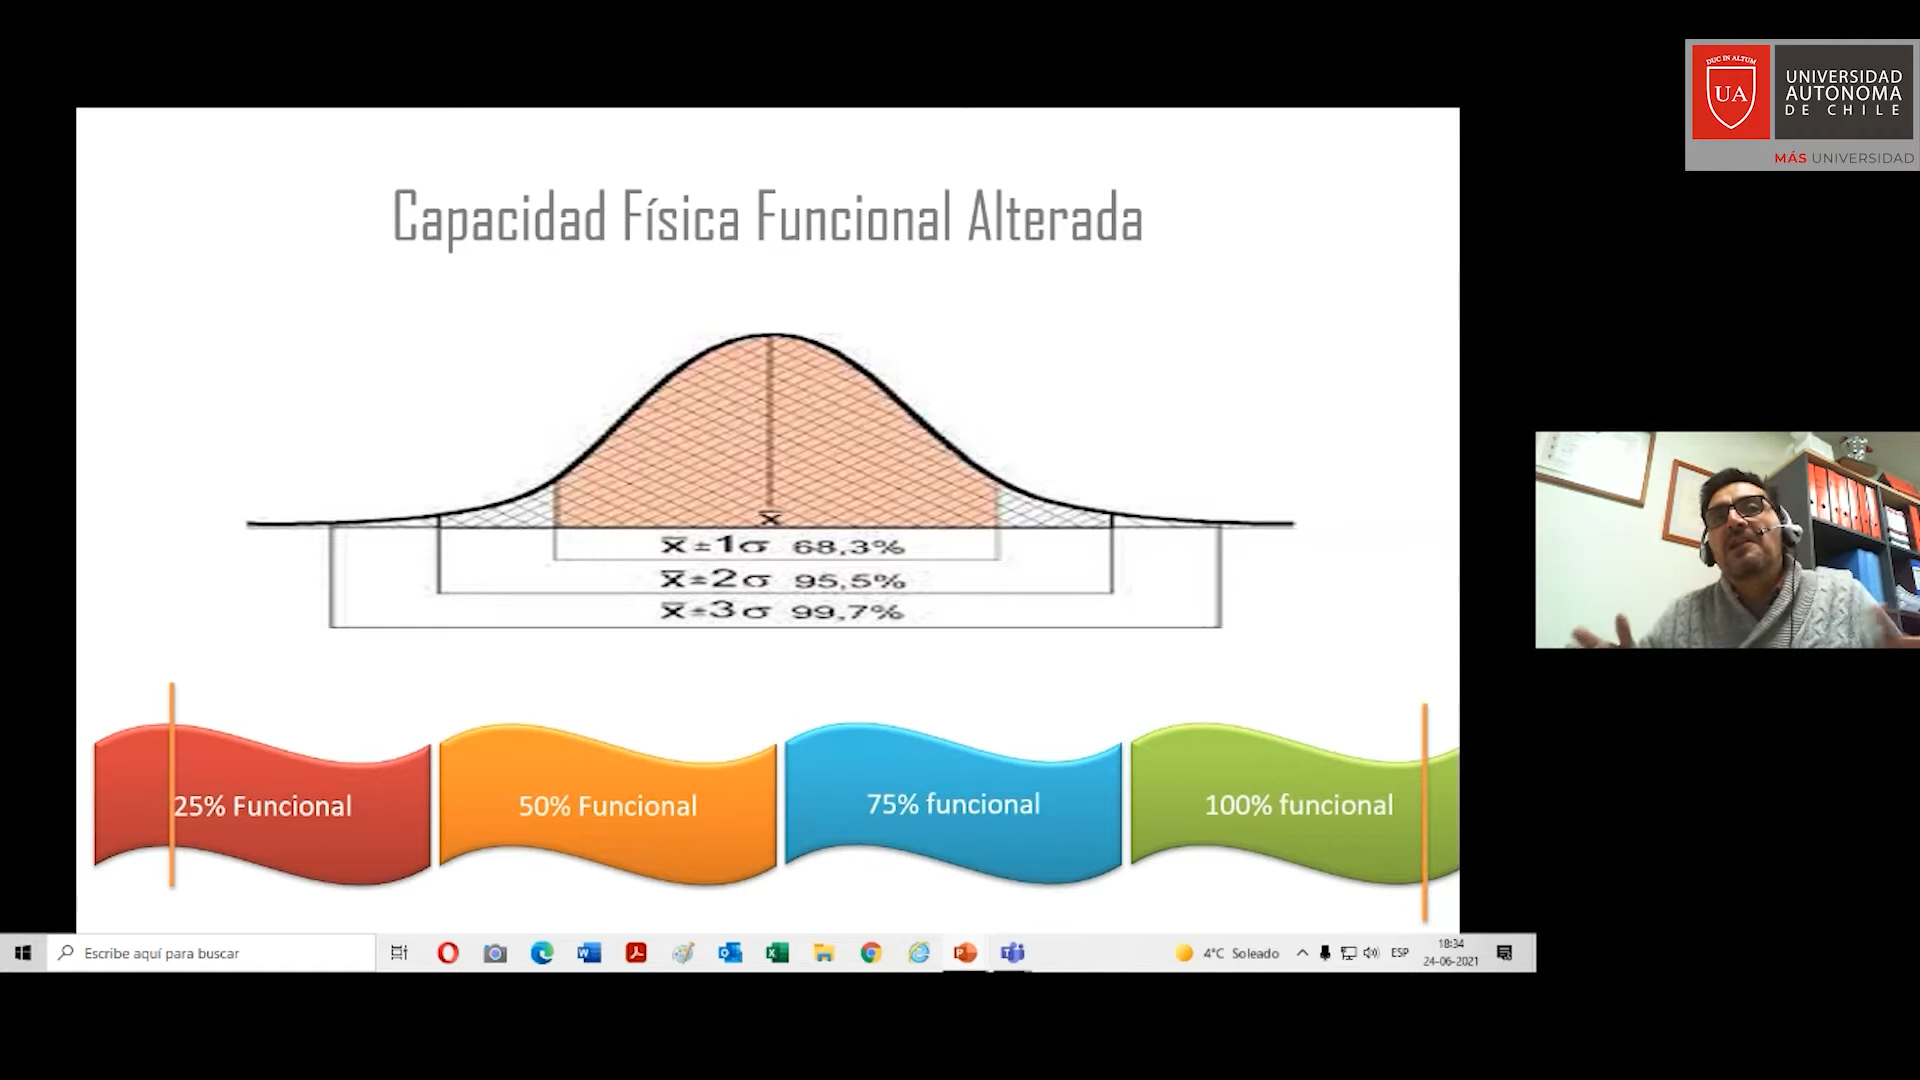 DUC IN ALTUM
UA
UNIVERSIDAD
AUTONOMA
DE CHILE
MÁS UNIVERSIDAD
Capacidad Física Funcional Alterada
x̅
x̅±1σ 68,3%
x̅±2σ 95,5%
x̅±3σ 99,7%
25% Funcional
50% Funcional
75% funcional
100% funcional
Escribe aquí para buscar
4°C Soleado
ESP
18:34
24-06-2021